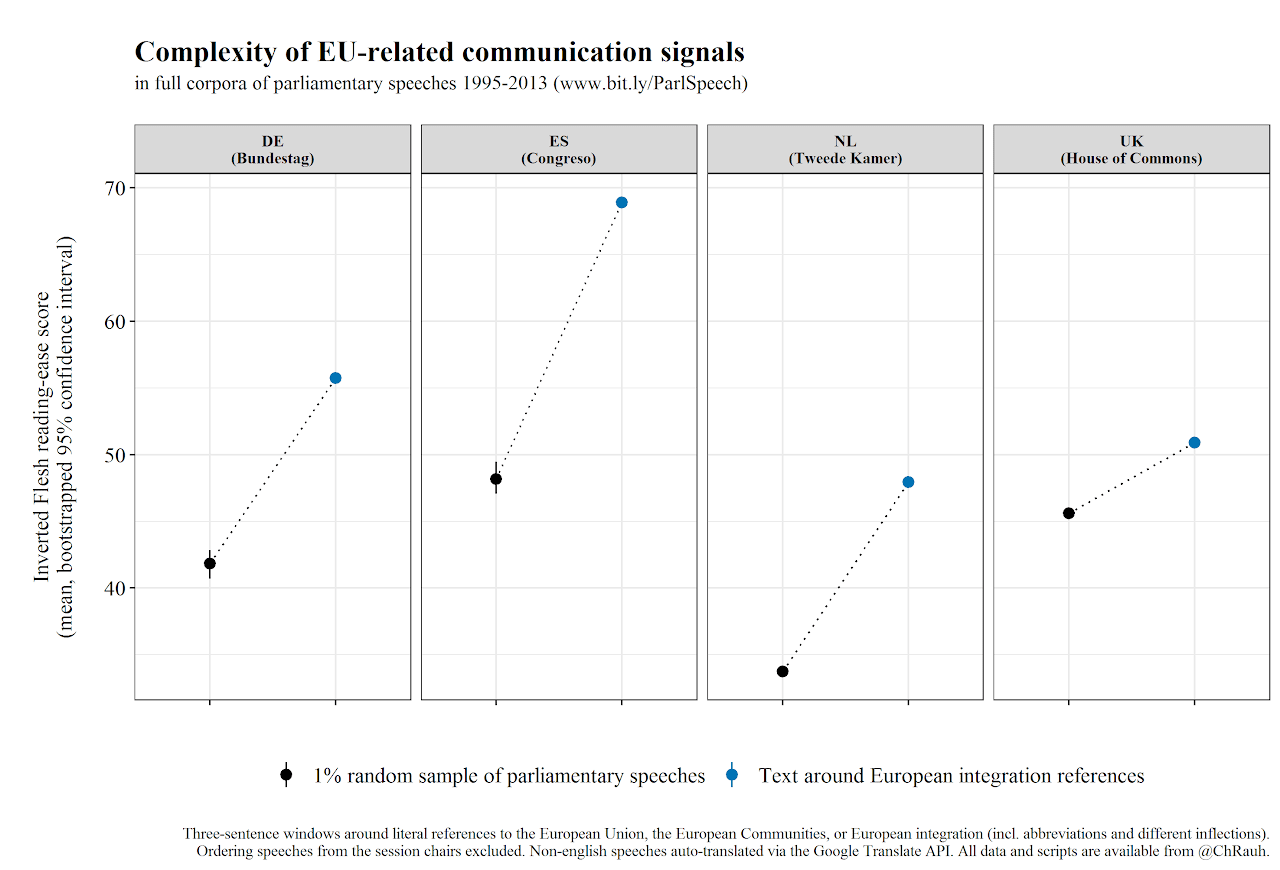 Complexity of EU-related communication signals
in full corpora of parliamentary speeches 1995-2013 (www.bit.ly/ParlSpeech)
DE
(Bundestag)
ES
(Congreso)
NL
(Tweede Kamer)
UK
(House of Commons)
70
60
50
40
Inverted Flesh reading-ease score
(mean, bootstrapped 95% confidence interval)
1% random sample of parliamentary speeches
Text around European integration references
Three-sentence windows around literal references to the European Union, the European Communities, or European integration (incl. abbreviations and different inflections).
Ordering speeches from the session chairs excluded. Non-english speeches auto-translated via the Google Translate API. All data and scripts are available from @ChRauh.